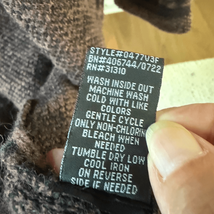 STYLE#0477V3F
BN#406744/0722
RN#31310
WASH INSIDE OUT
MACHINE WASH
COLD WITH LIKE
COLORS
GENTLE CYCLE
ONLY NON-CHLORINE
BLEACH WHEN
NEEDED
TUMBLE DRY LOW
COOL IRON
ON REVERSE
SIDE IF NEEDED